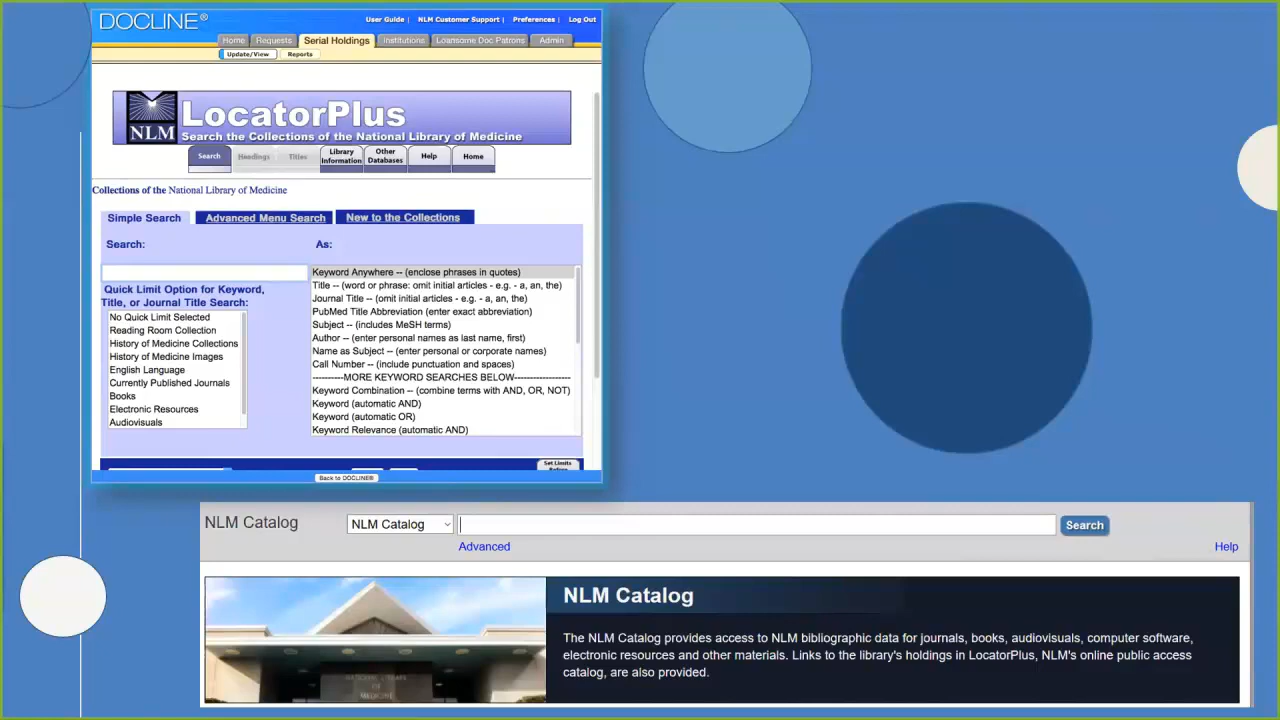 DOCLINE®
User Guide | NLM Customer Support | Preferences | Log Out
Home Requests Serial Holdings Institutions Loansome Doc Patrons Admin
Update/View Reports
NLM
LocatorPlus
Search the Collections of the National Library of Medicine
Search Headings Titles Library Information Other Databases Help Home
Collections of the National Library of Medicine
Simple Search Advanced Menu Search New to the Collections
Search: As:
Quick Limit Option for Keyword,
Title, or Journal Title Search:
No Quick Limit Selected
Reading Room Collection
History of Medicine Collections
History of Medicine Images
English Language
Currently Published Journals
Books
Electronic Resources
Audiovisuals
Keyword Anywhere -- (enclose phrases in quotes)
Title -- (word or phrase: omit initial articles - e.g. - a, an, the)
Journal Title -- (omit initial articles - e.g. - a, an, the)
PubMed Title Abbreviation (enter exact abbreviation)
Subject -- (includes MeSH terms)
Author -- (enter personal names as last name, first)
Name as Subject -- (enter personal or corporate names)
Call Number -- (include punctuation and spaces)
----------MORE KEYWORD SEARCHES BELOW-----------------
Keyword Combination -- (combine terms with AND, OR, NOT)
Keyword (automatic AND)
Keyword (automatic OR)
Keyword Relevance (automatic AND)
Set Limits
Back to DOCLINE®
NLM Catalog NLM Catalog Search
Advanced Help
NATIONAL LIBRARY
OF
MEDICINE
NLM Catalog
The NLM Catalog provides access to NLM bibliographic data for journals, books, audiovisuals, computer software,
electronic resources and other materials. Links to the library's holdings in LocatorPlus, NLM's online public access
catalog, are also provided.